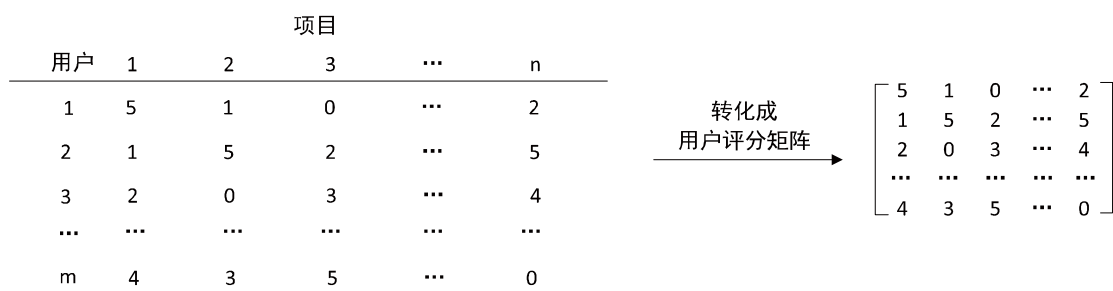 项目
用户 1 2 3 … n
1 5 1 0 … 2
2 1 5 2 … 5
3 2 0 3 … 4
… … … … … …
m 4 3 5 … 0
转化成
用户评分矩阵
5 1 0 … 2
1 5 2 … 5
2 0 3 … 4
… … … … …
4 3 5 … 0